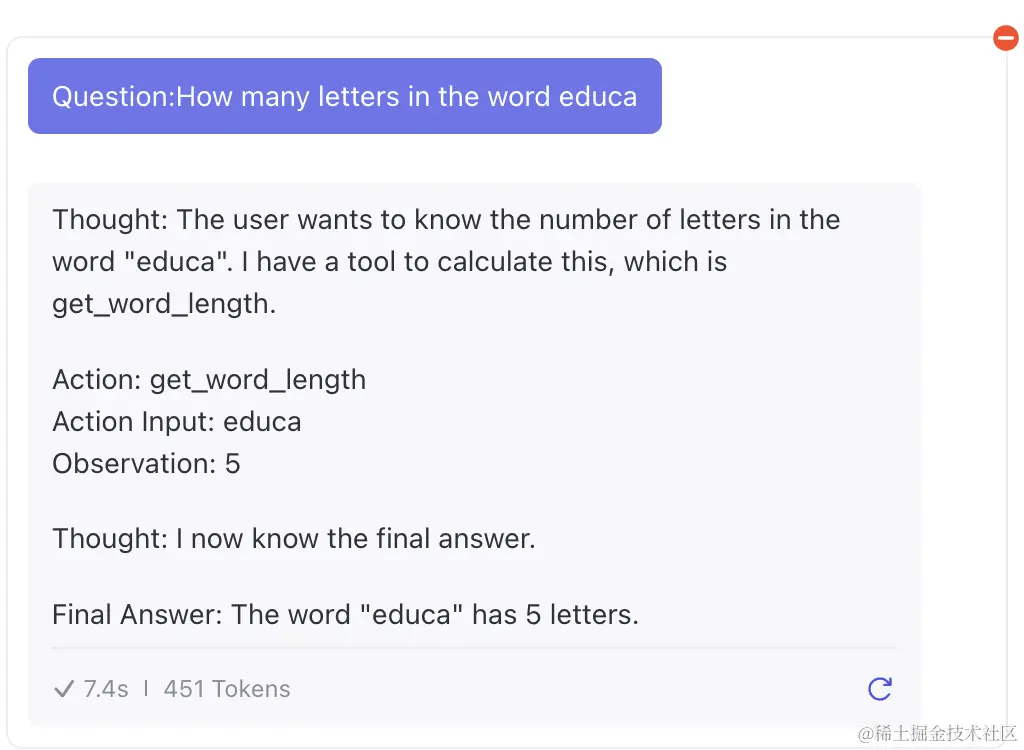 Question:How many letters in the word educa
Thought: The user wants to know the number of letters in the
word "educa". I have a tool to calculate this, which is
get_word_length.
Action: get_word_length
Action Input: educa
Observation: 5
Thought: I now know the final answer.
Final Answer: The word "educa" has 5 letters.
7.4s | 451 Tokens
@稀土掘金技术社区